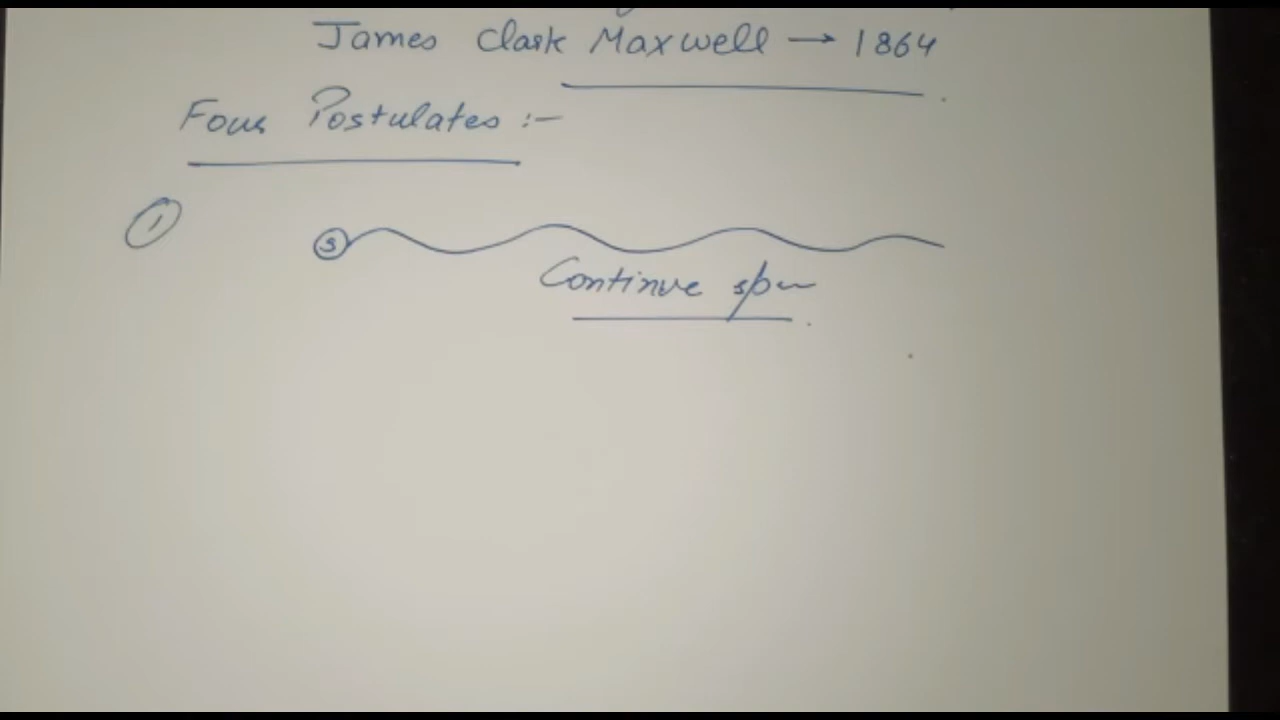 James Clark Maxwell → 1864
Four Postulates :-
1
S
Continue